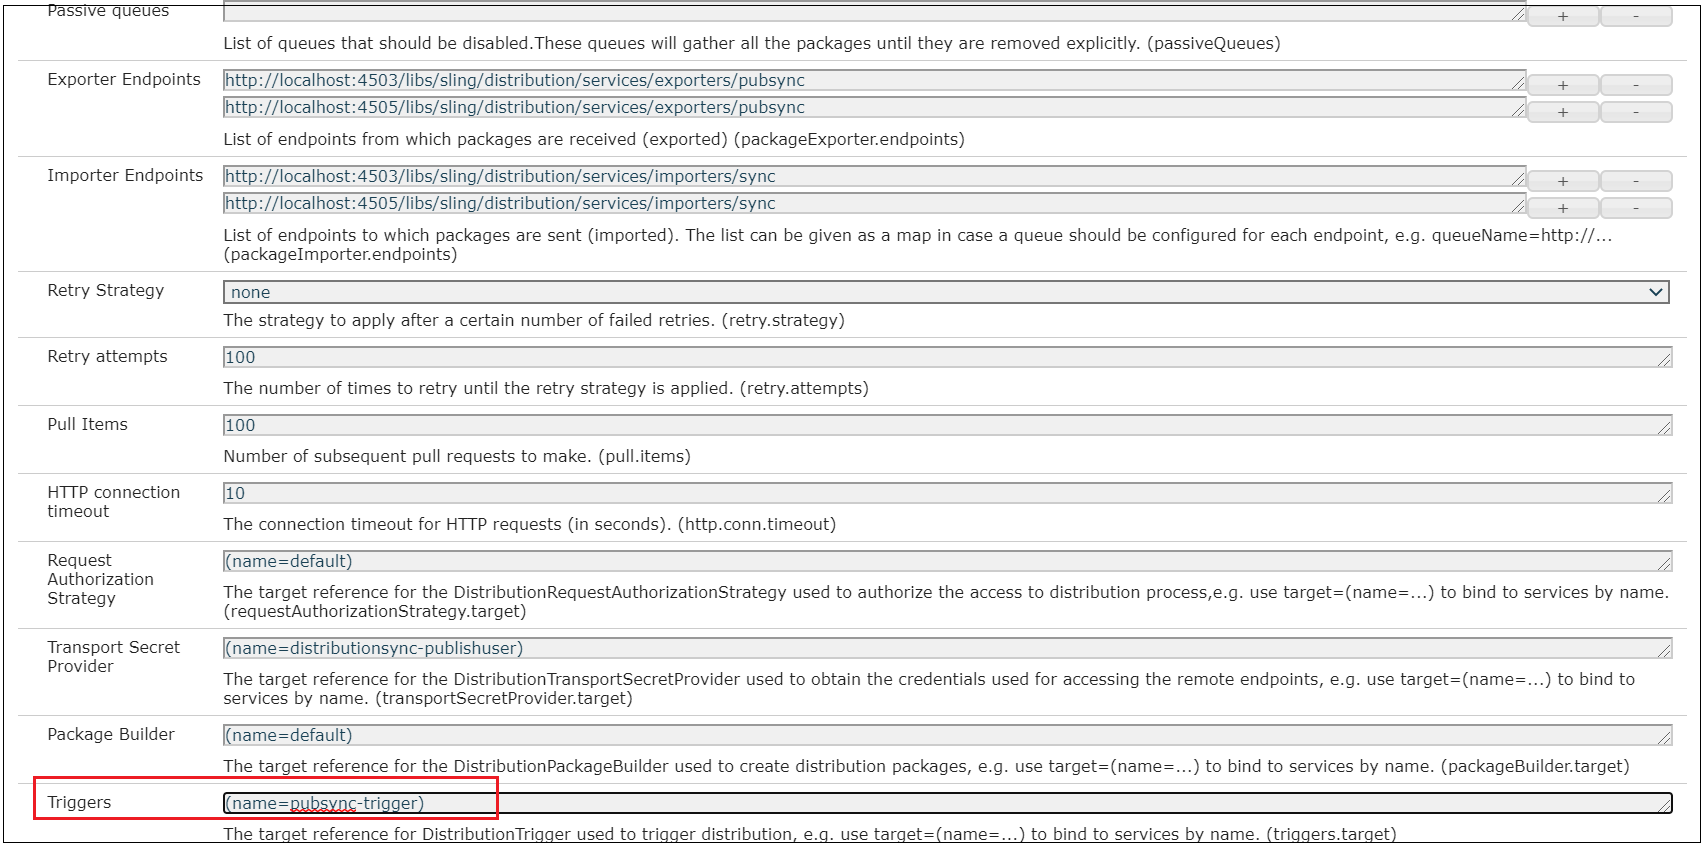 Passive queues
+ -
List of queues that should be disabled.These queues will gather all the packages until they are removed explicitly. (passiveQueues)
Exporter Endpoints
http://localhost:4503/libs/sling/distribution/services/exporters/pubsync
+ -
http://localhost:4505/libs/sling/distribution/services/exporters/pubsync
+ -
List of endpoints from which packages are received (exported) (packageExporter.endpoints)
Importer Endpoints
http://localhost:4503/libs/sling/distribution/services/importers/sync
+ -
http://localhost:4505/libs/sling/distribution/services/importers/sync
+ -
List of endpoints to which packages are sent (imported). The list can be given as a map in case a queue should be configured for each endpoint, e.g. queueName=http://...
(packageImporter.endpoints)
Retry Strategy
none
The strategy to apply after a certain number of failed retries. (retry.strategy)
Retry attempts
100
The number of times to retry until the retry strategy is applied. (retry.attempts)
Pull Items
100
Number of subsequent pull requests to make. (pull.items)
HTTP connection
timeout
10
The connection timeout for HTTP requests (in seconds). (http.conn.timeout)
Request
Authorization
Strategy
(name=default)
The target reference for the DistributionRequestAuthorizationStrategy used to authorize the access to distribution process,e.g. use target=(name=...) to bind to services by name.
(requestAuthorizationStrategy.target)
Transport Secret
Provider
(name=distributionsync-publishuser)
The target reference for the DistributionTransportSecretProvider used to obtain the credentials used for accessing the remote endpoints, e.g. use target=(name=...) to bind to
services by name. (transportSecretProvider.target)
Package Builder
(name=default)
The target reference for the DistributionPackageBuilder used to create distribution packages, e.g. use target=(name=...) to bind to services by name. (packageBuilder.target)
Triggers
(name=pubsync-trigger)
The target reference for DistributionTrigger used to trigger distribution, e.g. use target=(name=...) to bind to services by name. (triggers.target)